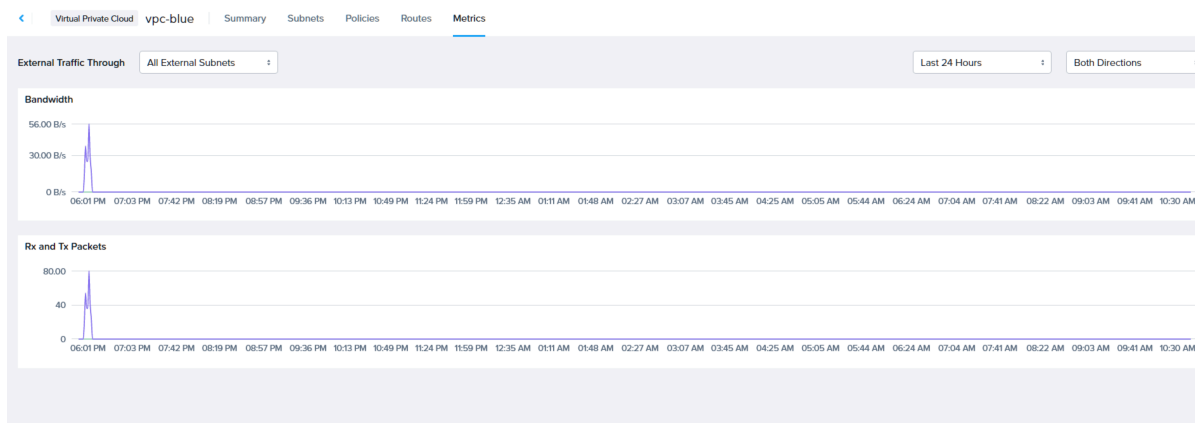 Virtual Private Cloud vpc-blue Summary Subnets Policies Routes Metrics
External Traffic Through All External Subnets Last 24 Hours Both Directions
Bandwidth
56.00 B/s
30.00 B/s
0 B/s
06:01 PM 07:03 PM 07:42 PM 08:19 PM 08:57 PM 09:36 PM 10:13 PM 10:49 PM 11:24 PM 11:59 PM 12:35 AM 01:11 AM 01:48 AM 02:27 AM 03:07 AM 03:45 AM 04:25 AM 05:05 AM 05:44 AM 06:24 AM 07:04 AM 07:41 AM 08:22 AM 09:03 AM 09:41 AM 10:30 AM
Rx and Tx Packets
80.00
40
0
06:01 PM 07:03 PM 07:42 PM 08:19 PM 08:57 PM 09:36 PM 10:13 PM 10:49 PM 11:24 PM 11:59 PM 12:35 AM 01:11 AM 01:48 AM 02:27 AM 03:07 AM 03:45 AM 04:25 AM 05:05 AM 05:44 AM 06:24 AM 07:04 AM 07:41 AM 08:22 AM 09:03 AM 09:41 AM 10:30 AM